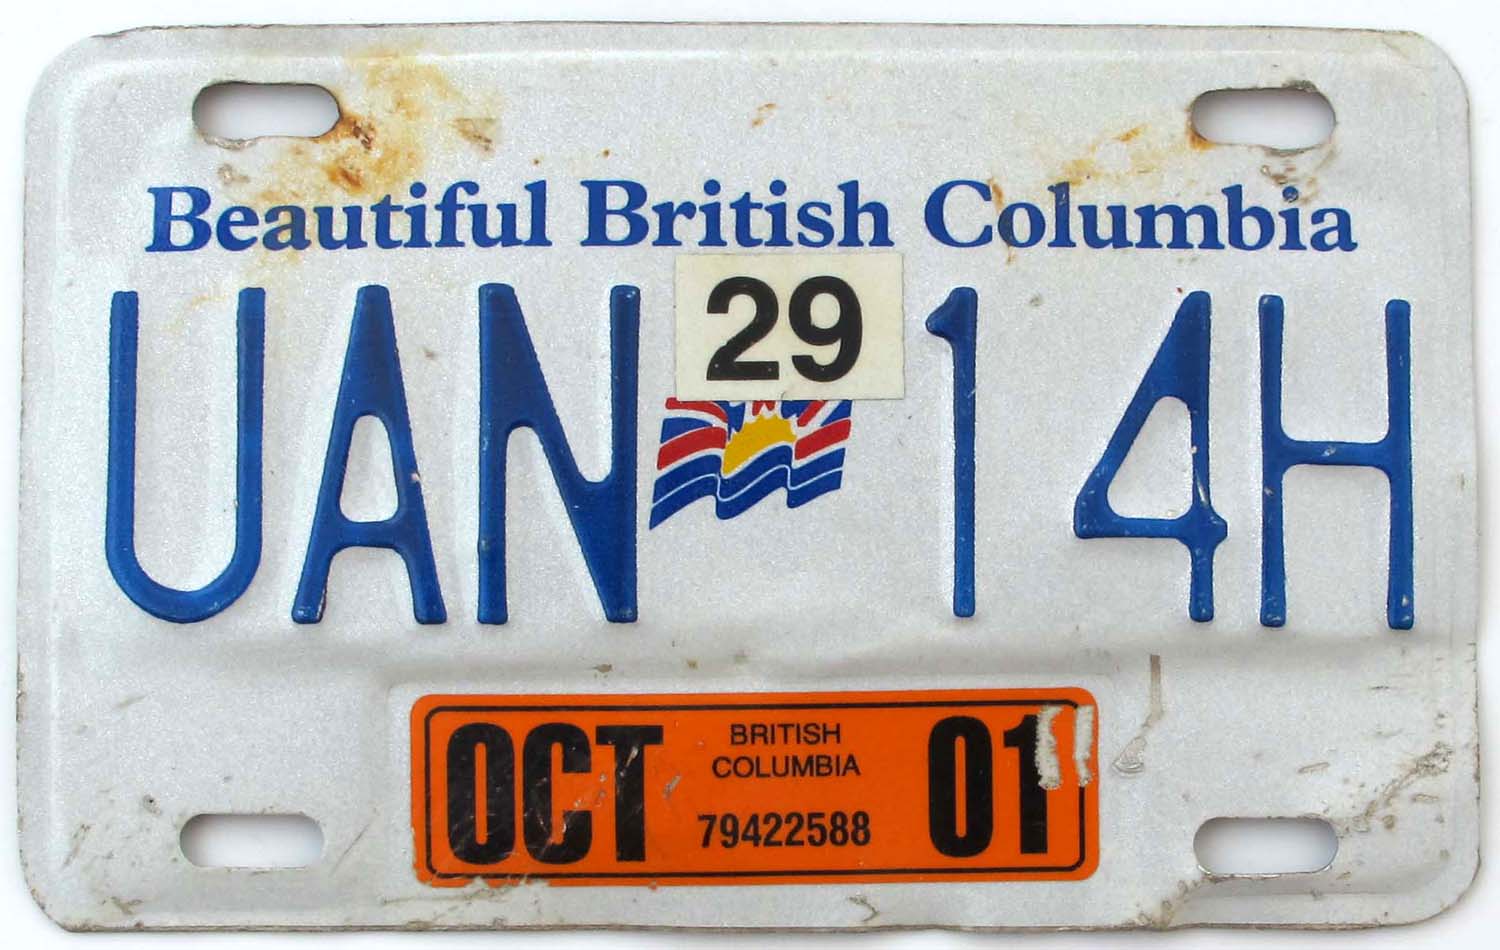 Beautiful British Columbia
29
UAN 14H
OCT BRITISH COLUMBIA 01
79422588